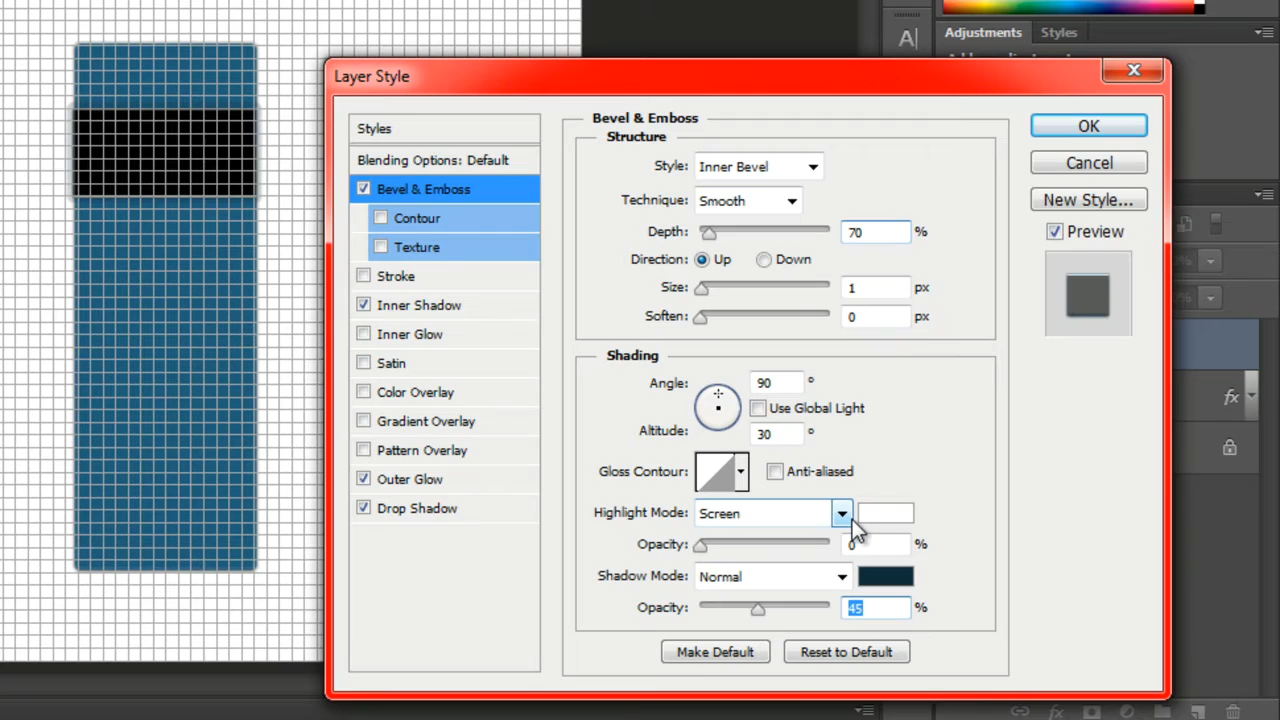 Adjustments Styles
A
Layer Style
Styles
Blending Options: Default
Bevel & Emboss
Contour
Texture
Stroke
Inner Shadow
Inner Glow
Satin
Color Overlay
Gradient Overlay
Pattern Overlay
Outer Glow
Drop Shadow
Bevel & Emboss
Structure
Style: Inner Bevel
Technique: Smooth
Depth: 70 %
Direction: Up Down
Size: 1 px
Soften: 0 px
Shading
Angle: 90 °
Use Global Light
Altitude: 30 °
Gloss Contour: Anti-aliased
Highlight Mode: Screen
Opacity: 0 %
Shadow Mode: Normal
Opacity: 45 %
Make Default Reset to Default
OK
Cancel
New Style...
Preview
fx
fx